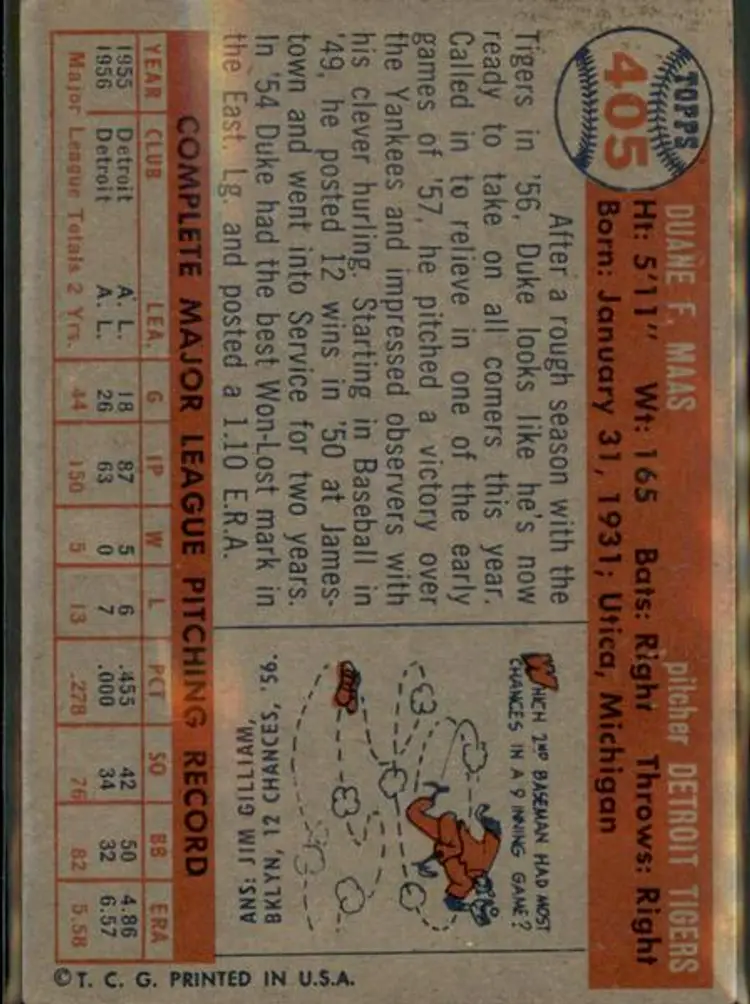 TOPPS
405
DUANE F. MAAS pitcher DETROIT TIGERS
Ht: 5'11" Wt: 165 Bats: Right Throws: Right
Born: January 31, 1931; Utica, Michigan
After a rough season with the
Tigers in '56, Duke looks like he's now
ready to take on all comers this year.
Called in to relieve in one of the early
games of '57, he pitched a victory over
the Yankees and impressed observers with
his clever hurling. Starting in Baseball in
'49, he posted 12 wins in '50 at James-
town and went into Service for two years.
In '54 Duke had the best Won-Lost mark in
the East. Lg. and posted a 1.10 E.R.A.
WHICH 2ND BASEMAN HAD MOST
CHANCES IN A 9 INNING GAME?
ANS: JIM GILLIAM,
BKLYN, 12 CHANCES, '56.
COMPLETE MAJOR LEAGUE PITCHING RECORD
YEAR CLUB LEA. G IP W L PCT SO BB ERA
1955 Detroit A. L. 18 87 5 6 .455 42 50 4.86
1956 Detroit A. L. 26 63 0 7 .000 34 32 6.57
Major League Totals 2 Yrs. 44 150 5 13 .278 76 82 5.58
© T. C. G. PRINTED IN U.S.A.